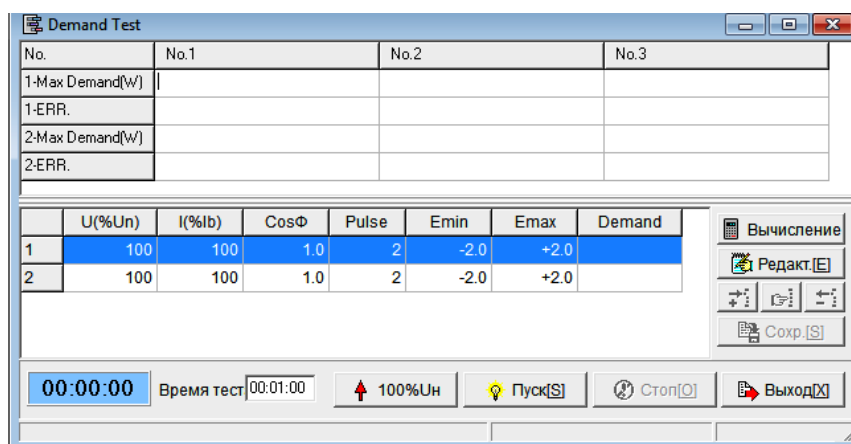 Demand Test
No. No.1 No.2 No.3
1-Max Demand(W)
1-ERR.
2-Max Demand(W)
2-ERR.
U(%Un) I(%Ib) CosΦ Pulse Emin Emax Demand
1 100 100 1.0 2 -2.0 +2.0
2 100 100 1.0 2 -2.0 +2.0
Вычисление
Редакт.[E]
Сохр.[S]
00:00:00 Время тест 00:01:00 100%Uн Пуск[S] Стоп[O] Выход[X]